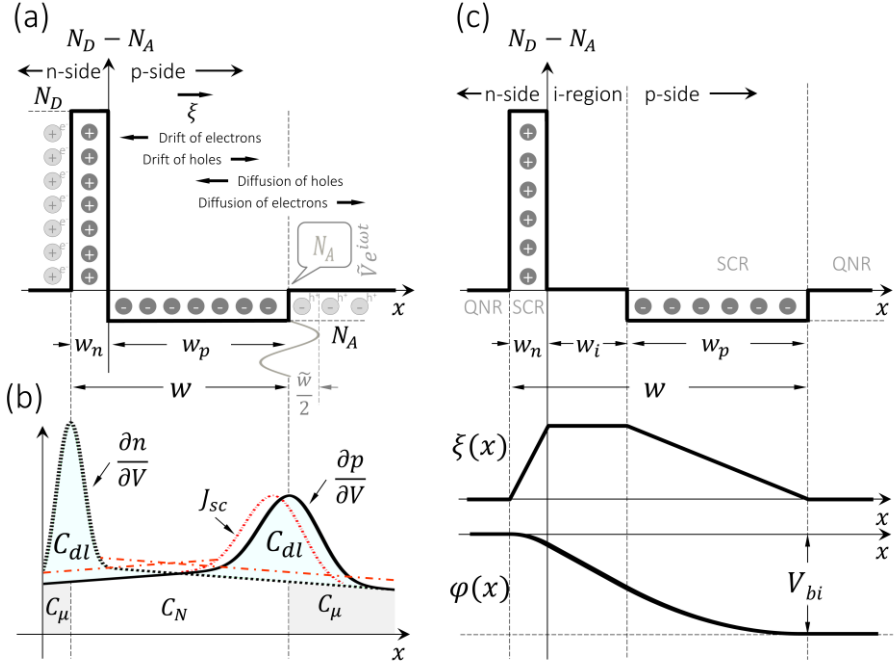 (a)
N_D − N_A
n-side p-side
N_D
ξ
Drift of electrons
Drift of holes
Diffusion of holes
Diffusion of electrons
N_A
Ṽe^{iωt}
e⁻
e⁻
e⁻
e⁻
e⁻
e⁻
e⁻
+ +
+ +
+ +
+ +
+ +
+ +
+ +
- - - - - - - - - -
h⁺ h⁺ h⁺
x
N_A
w_n w_p
w
w̃/2
(b)
∂n/∂V
J_sc
∂p/∂V
C_dl
C_dl
C_μ
C_N
C_μ
x
(c)
N_D − N_A
n-side i-region p-side
+
+
+
+
+
+
SCR
QNR
QNR SCR
- - - - - -
x
w_n w_i w_p
w
ξ(x)
x
x
φ(x)
V_bi